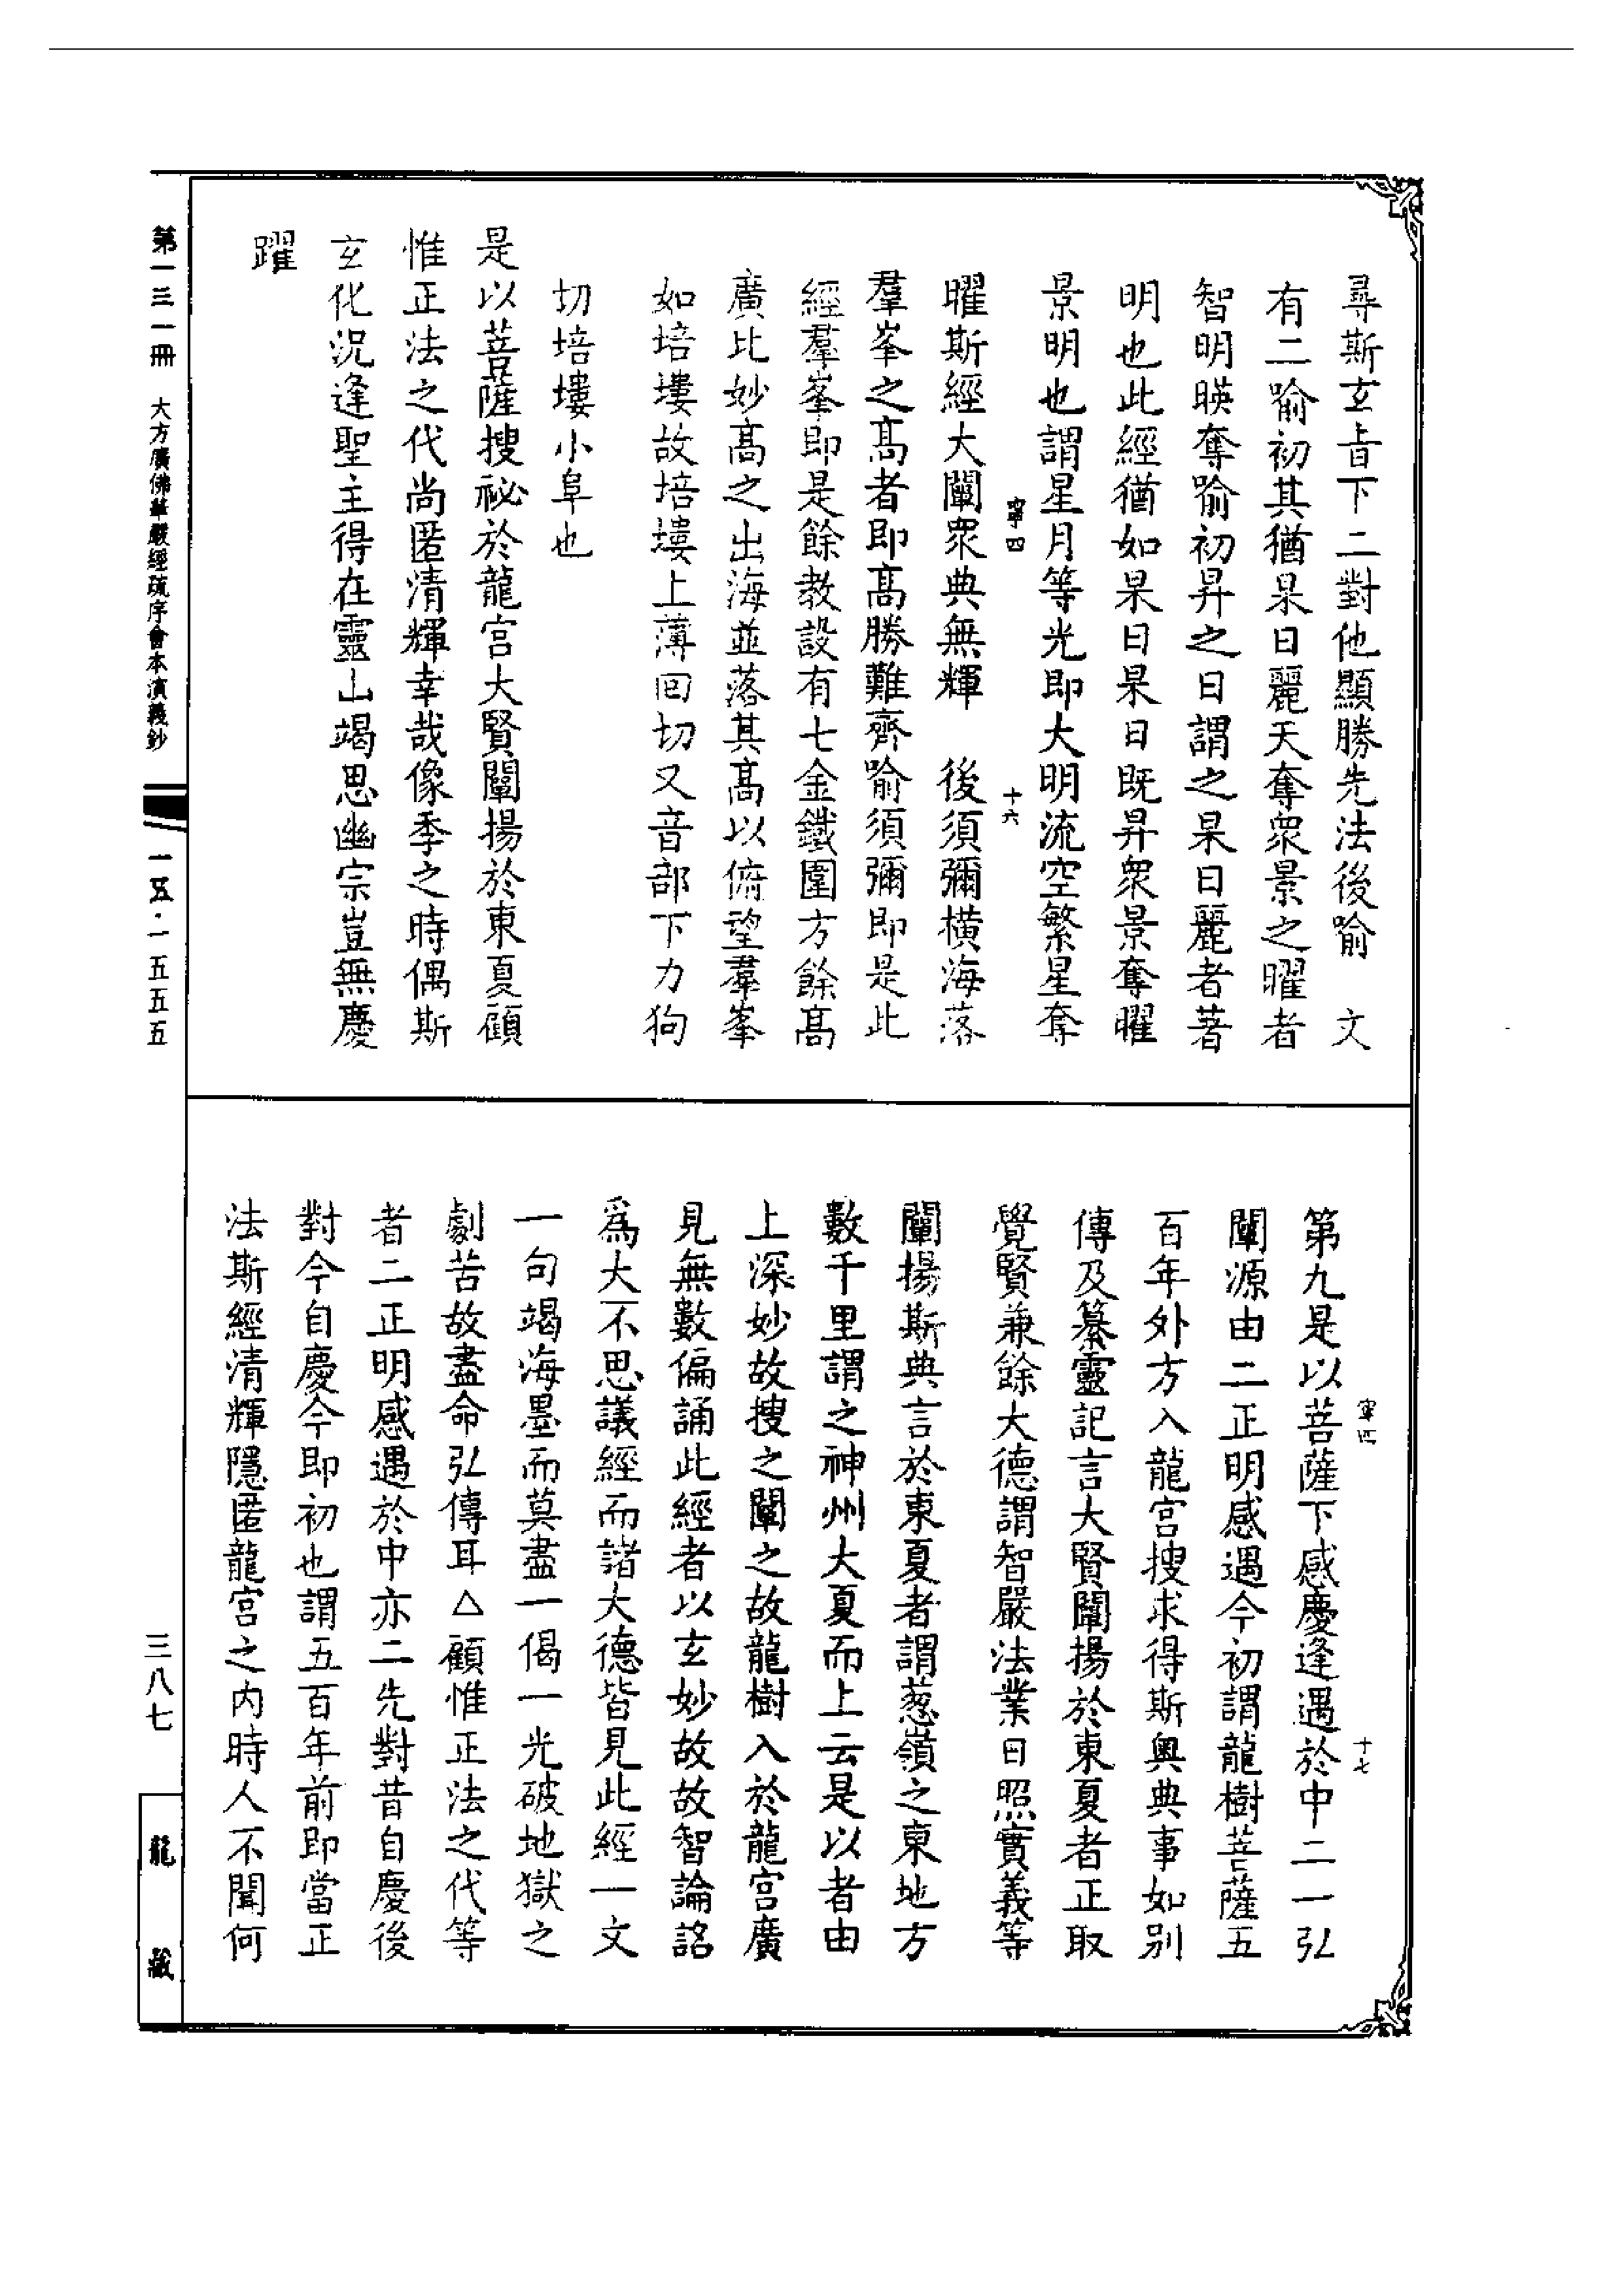 尋斯玄旨下二對他顯勝先法後喻　文
有二喻初其猶杲日麗天奪眾景之曜者
智明暎奪喻初昇之日謂之杲日麗者著
明也此經猶如杲日杲日既昇眾景奪曜
景明也謂星月等光即大明流空繁星奪
寧四　十六
曜斯經大闡眾典無輝　後須彌橫海落
羣峯之高者即高勝難齊喻須彌即是此
經羣峯即是餘教設有七金鐵圍方餘高
廣比妙高之出海並落其高以俯望羣峯
如培塿故培塿上薄回切又音部下力狗
切培塿小阜也
是以菩薩搜祕於龍宮大賢闡揚於東夏顧
惟正法之代尚匿清輝幸哉像季之時偶斯
玄化況逢聖主得在靈山竭思幽宗豈無慶
躍
寧四　十七
第九是以菩薩下感慶逢遇於中二一弘
闡源由二正明感遇今初謂龍樹菩薩五
百年外方入龍宮搜求得斯奧典事如別
傳及纂靈記言大賢闡揚於東夏者正取
覺賢兼餘大德謂智嚴法業日照實義等
闡揚斯典言於東夏者謂葱嶺之東地方
數千里謂之神州大夏而上云是以者由
上深妙故搜之闡之故龍樹入於龍宮廣
見無數偏誦此經者以玄妙故故智論詺
為大不思議經而諸大德皆見此經一文
一句竭海墨而莫盡一偈一光破地獄之
劇苦故盡命弘傳耳△顧惟正法之代等
者二正明感遇於中亦二先對昔自慶後
對今自慶今即初也謂五百年前即當正
法斯經清輝隱匿龍宮之內時人不聞何
第一三一冊　大方廣佛華嚴經疏序會本演義鈔
一五·一五五五
三八七
龍藏